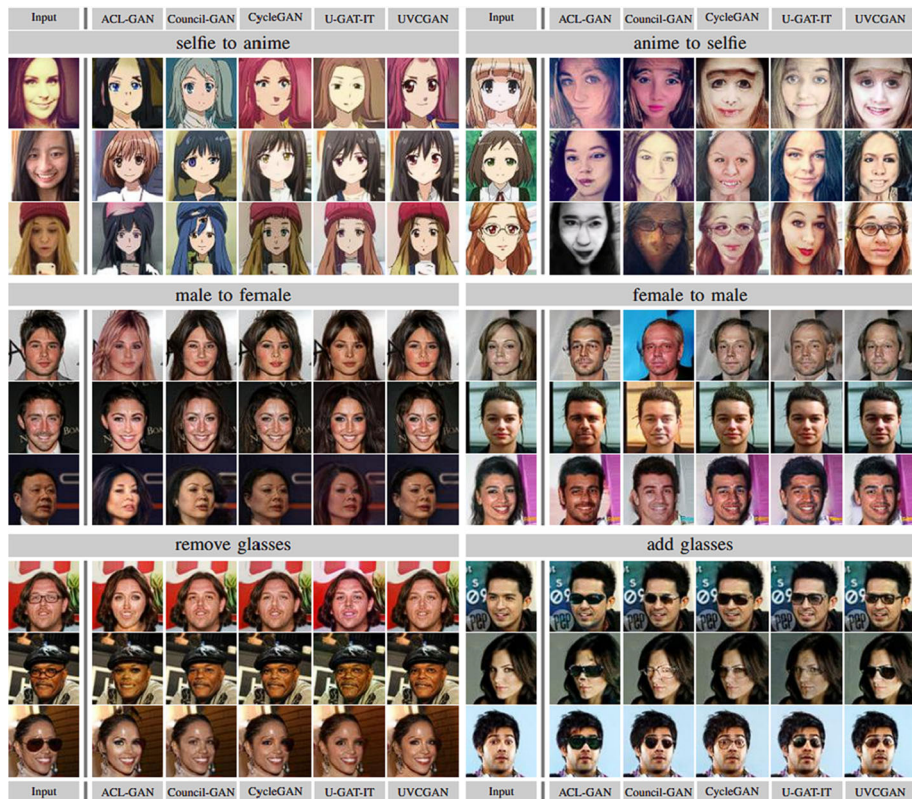 Input ACL-GAN Council-GAN CycleGAN U-GAT-IT UVCGAN Input ACL-GAN Council-GAN CycleGAN U-GAT-IT UVCGAN
selfie to anime anime to selfie
male to female female to male
remove glasses add glasses
Input ACL-GAN Council-GAN CycleGAN U-GAT-IT UVCGAN Input ACL-GAN Council-GAN CycleGAN U-GAT-IT UVCGAN